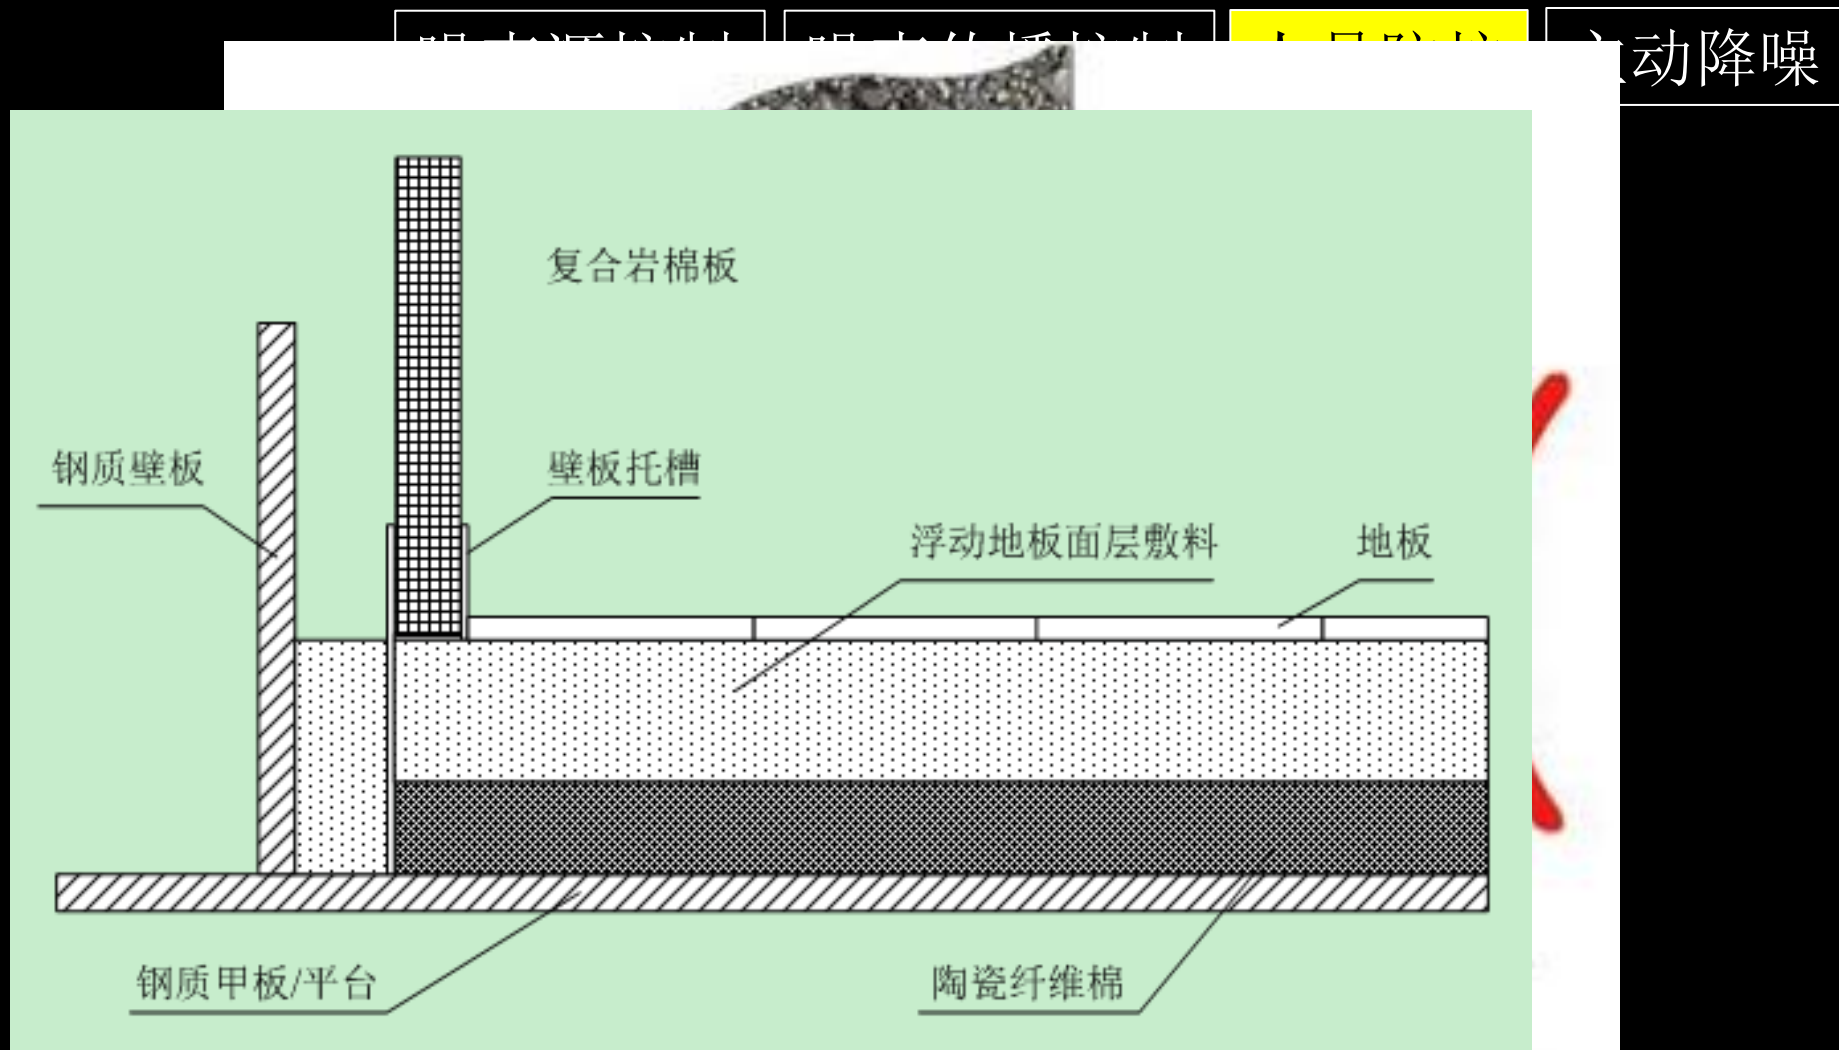 动降噪
复合岩棉板
钢质壁板
壁板托槽
浮动地板面层敷料
地板
钢质甲板/平台
陶瓷纤维棉